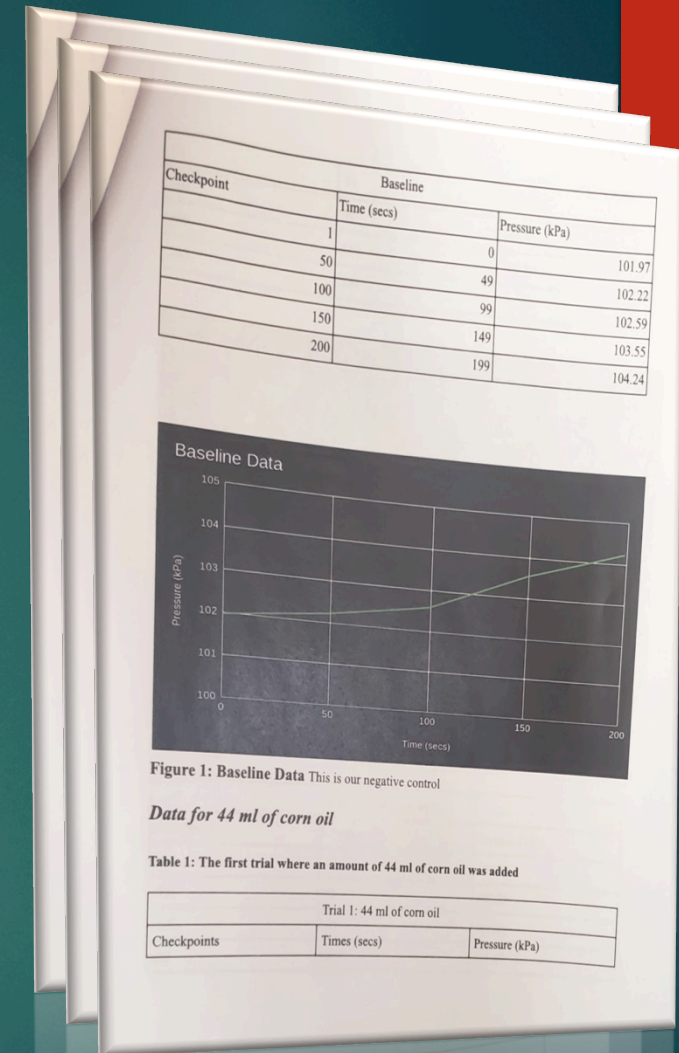 Baseline
Checkpoint Time (secs) Pressure (kPa)
1 0 101.97
50 49 102.22
100 99 102.59
150 149 103.55
200 199 104.24
Baseline Data
105
104
103
102
101
100
0 50 100 150 200
Pressure (kPa)
Time (secs)
Figure 1: Baseline Data This is our negative control
Data for 44 ml of corn oil
Table 1: The first trial where an amount of 44 ml of corn oil was added
Trial 1: 44 ml of corn oil
Checkpoints Times (secs) Pressure (kPa)